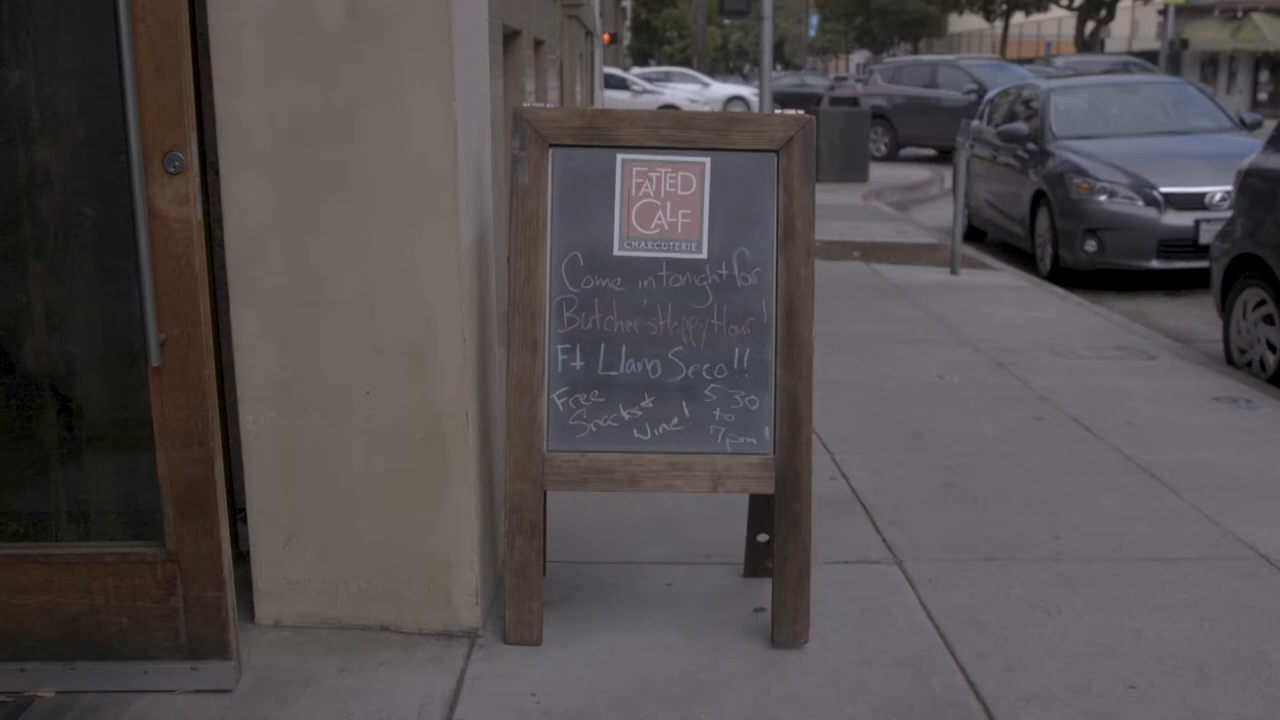 FATTED
CALF
CHARCUTERIE
Come in tonight for
Butcher's Happy Hour!
Ft Llano Seco!!
Free
Snacks &
Wine!
5:30
to
7pm!